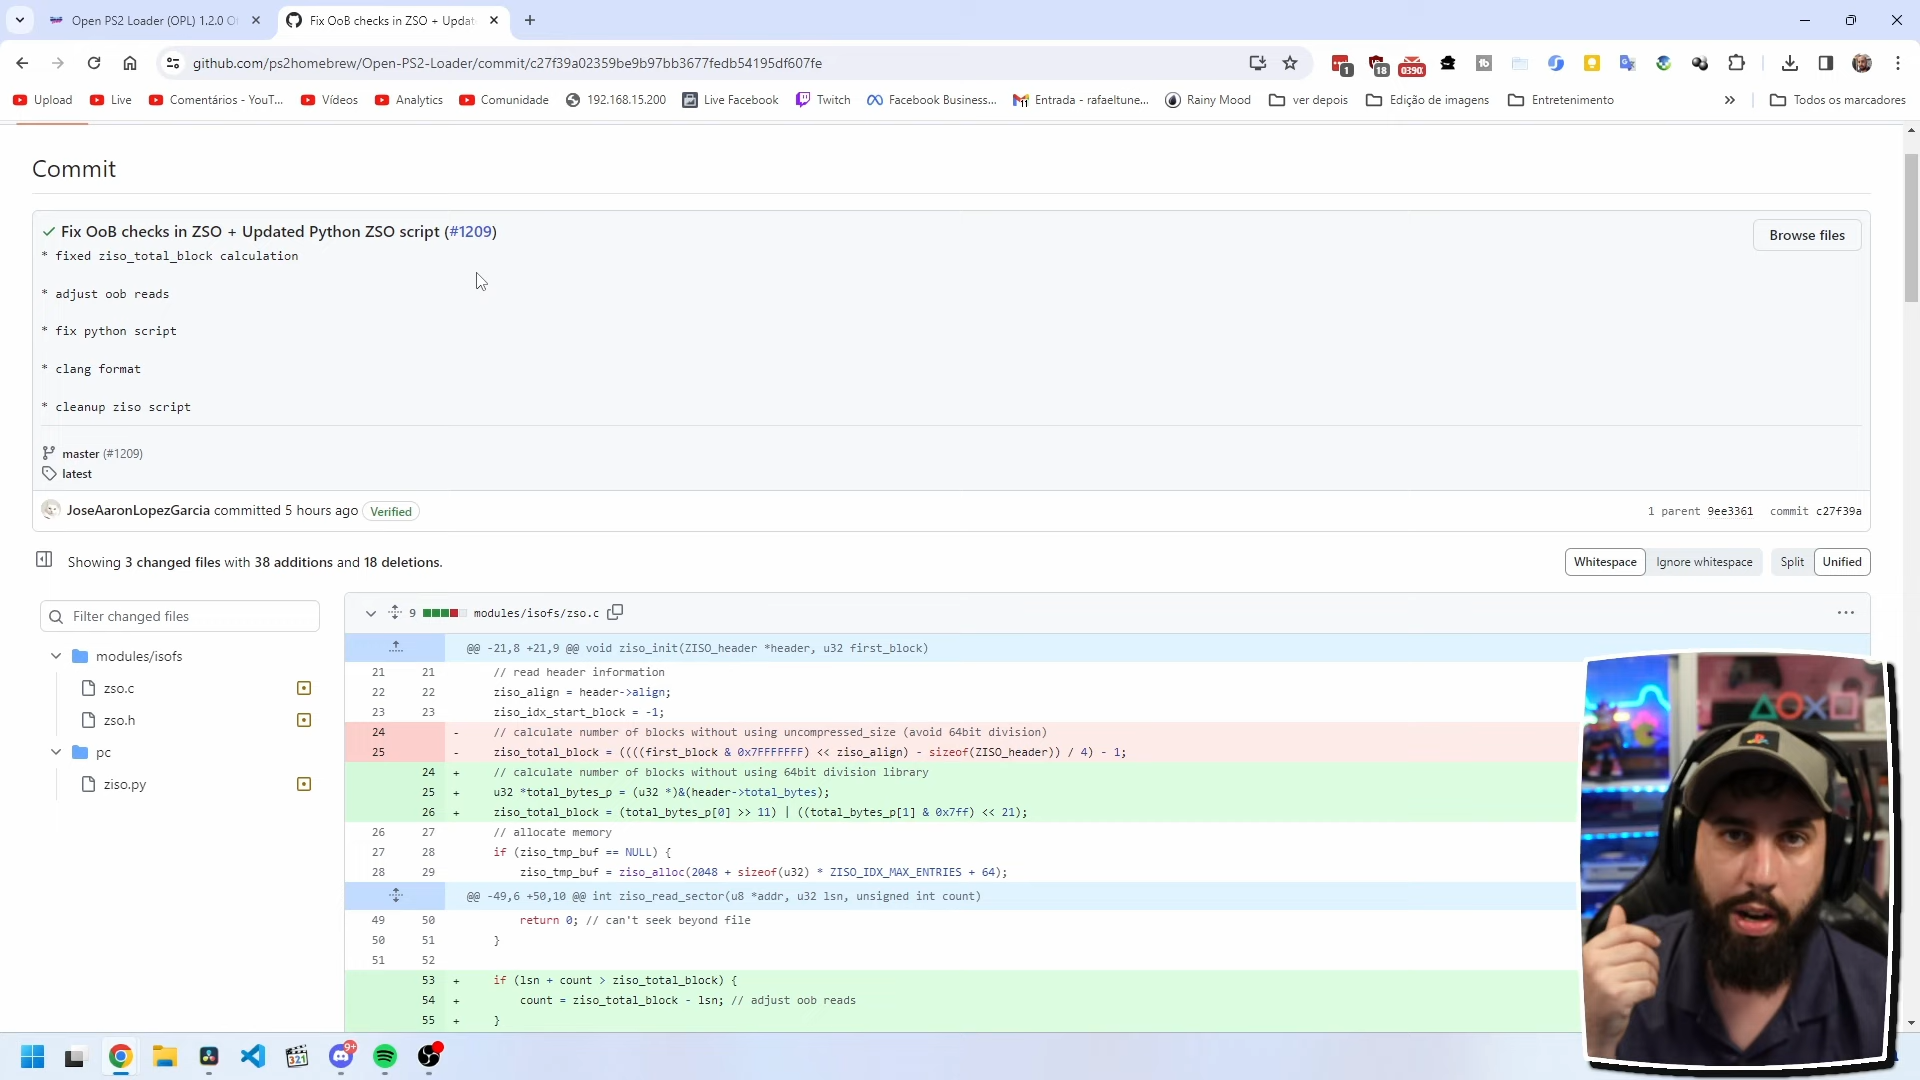 Open PS2 Loader (OPL) 1.2.0 O
Fix OoB checks in ZSO + Updat
github.com/ps2homebrew/Open-PS2-Loader/commit/c27f39a02359be9b97bb3677fedb54195df607fe
1
18
0390
Upload
Live
Comentários - YouT...
Vídeos
Analytics
Comunidade
192.168.15.200
Live Facebook
Twitch
Facebook Business...
Entrada - rafaeltune...
Rainy Mood
ver depois
Edição de imagens
Entretenimento
»
Todos os marcadores
Commit
Fix OoB checks in ZSO + Updated Python ZSO script (#1209)
Browse files
* fixed ziso_total_block calculation
* adjust oob reads
* fix python script
* clang format
* cleanup ziso script
master (#1209)
latest
JoseAaronLopezGarcia committed 5 hours ago Verified
1 parent 9ee3361 commit c27f39a
Showing 3 changed files with 38 additions and 18 deletions.
Whitespace Ignore whitespace Split Unified
Filter changed files
modules/isofs
zso.c
zso.h
pc
ziso.py
9 modules/isofs/zso.c
@@ -21,8 +21,9 @@ void ziso_init(ZISO_header *header, u32 first_block)
21 21 // read header information
22 22 ziso_align = header->align;
23 23 ziso_idx_start_block = -1;
24 - // calculate number of blocks without using uncompressed_size (avoid 64bit division)
25 - ziso_total_block = ((((first_block & 0x7FFFFFFF) << ziso_align) - sizeof(ZISO_header)) / 4) - 1;
24 + // calculate number of blocks without using 64bit division library
25 + u32 *total_bytes_p = (u32 *)&(header->total_bytes);
26 + ziso_total_block = (total_bytes_p[0] >> 11) | ((total_bytes_p[1] & 0x7ff) << 21);
26 27 // allocate memory
27 28 if (ziso_tmp_buf == NULL) {
28 29 ziso_tmp_buf = ziso_alloc(2048 + sizeof(u32) * ZISO_IDX_MAX_ENTRIES + 64);
@@ -49,6 +50,10 @@ int ziso_read_sector(u8 *addr, u32 lsn, unsigned int count)
49 50 return 0; // can't seek beyond file
50 51 }
51 52
53 + if (lsn + count > ziso_total_block) {
54 + count = ziso_total_block - lsn; // adjust oob reads
55 + }
321
9+